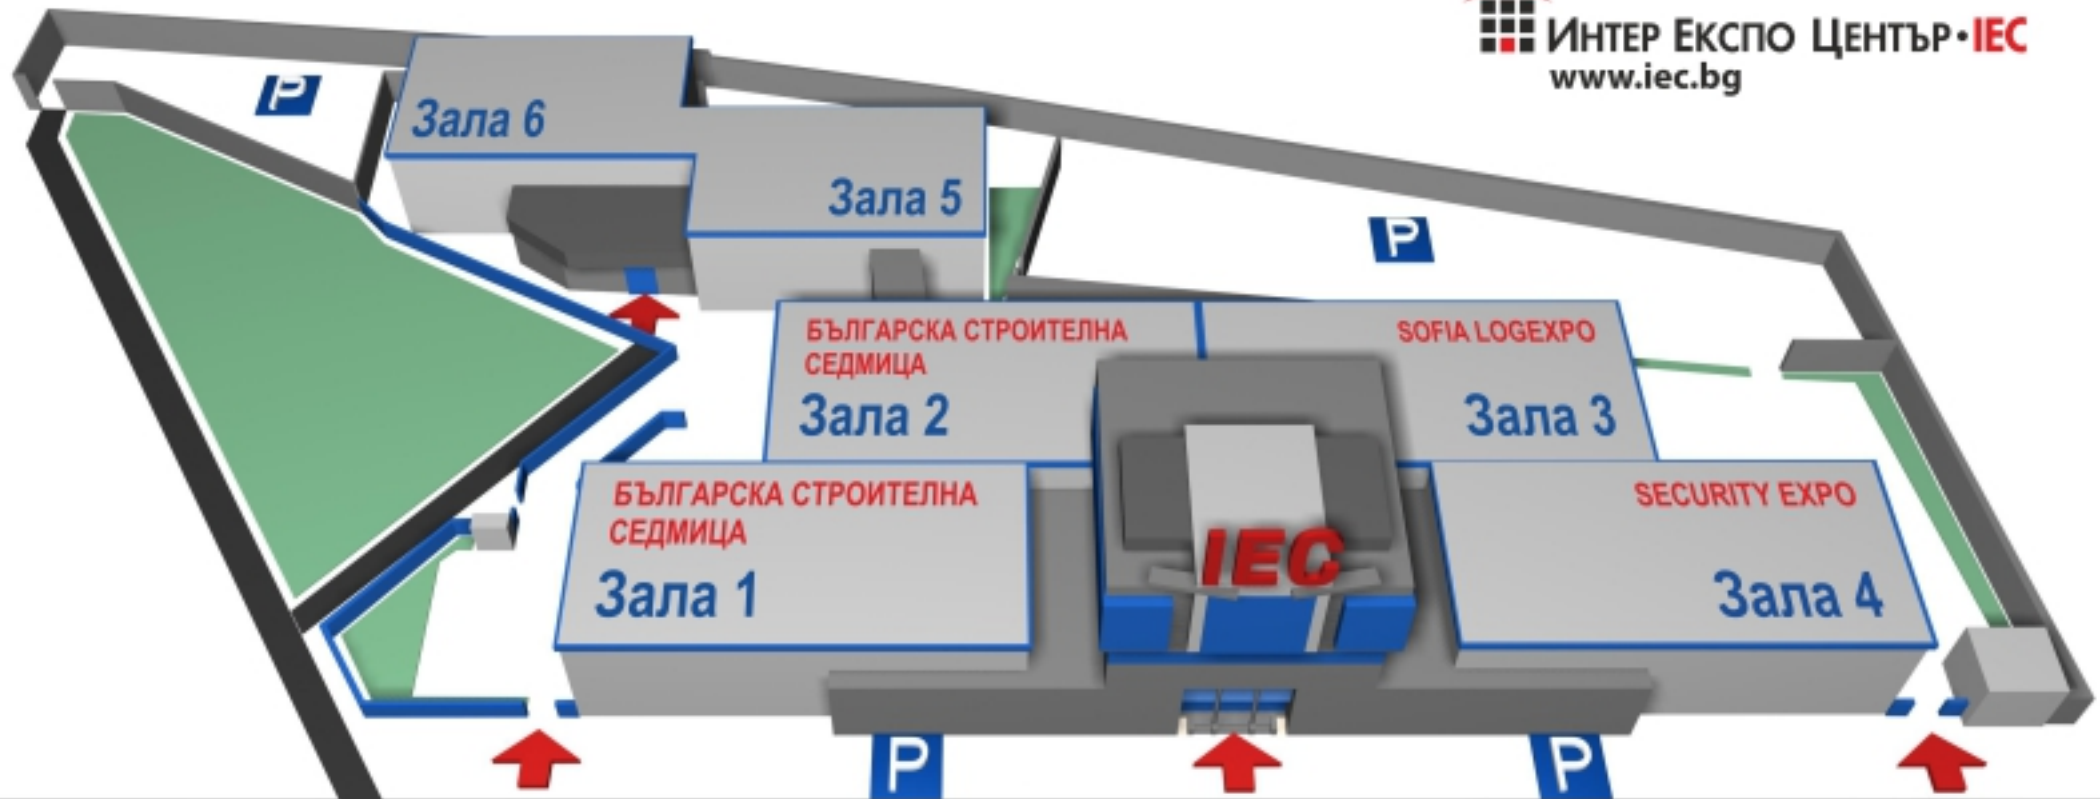 ИНТЕР ЕКСПО ЦЕНТЪР•IEC
www.iec.bg
P
Зала 6
Зала 5
P
БЪЛГАРСКА СТРОИТЕЛНА
СЕДМИЦА
Зала 2
SOFIA LOGEXPO
Зала 3
БЪЛГАРСКА СТРОИТЕЛНА
СЕДМИЦА
Зала 1
IEC
SECURITY EXPO
Зала 4
P
P